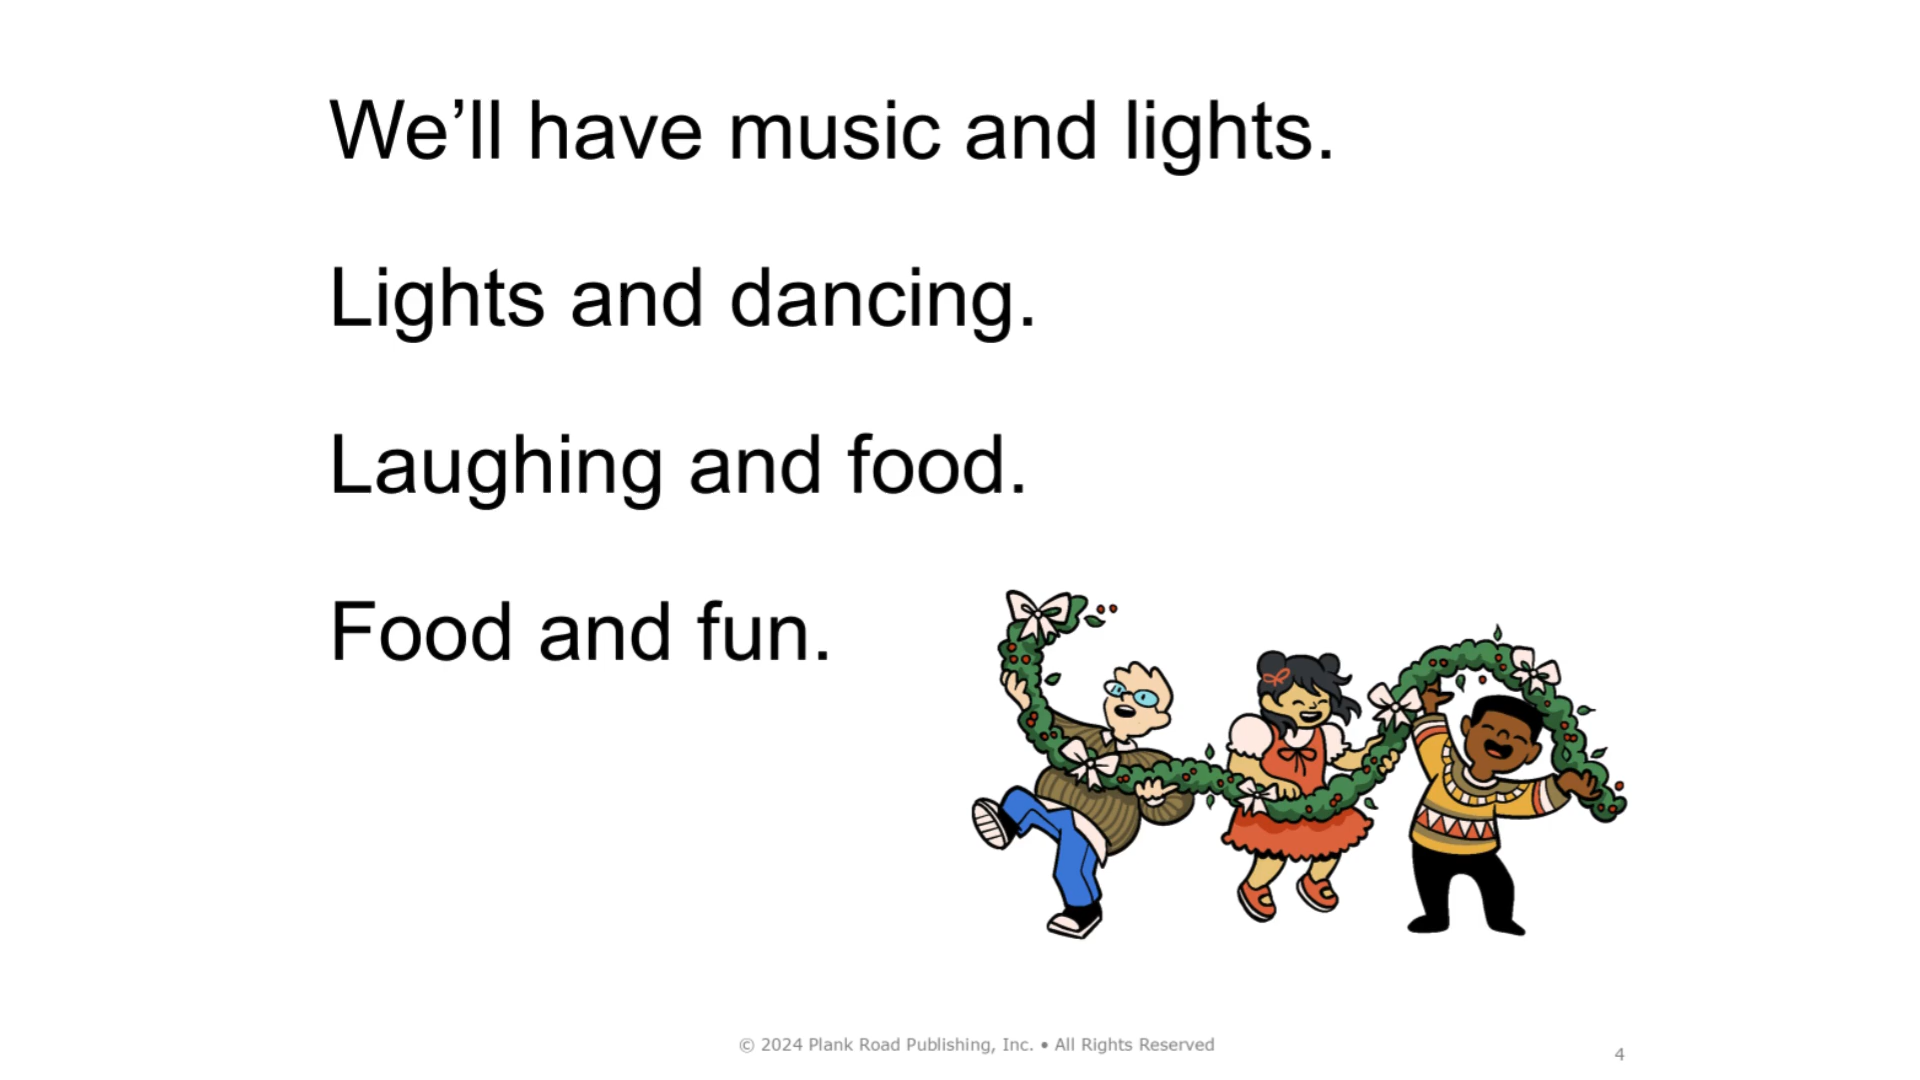 We’ll have music and lights.
Lights and dancing.
Laughing and food.
Food and fun.
© 2024 Plank Road Publishing, Inc. • All Rights Reserved
4